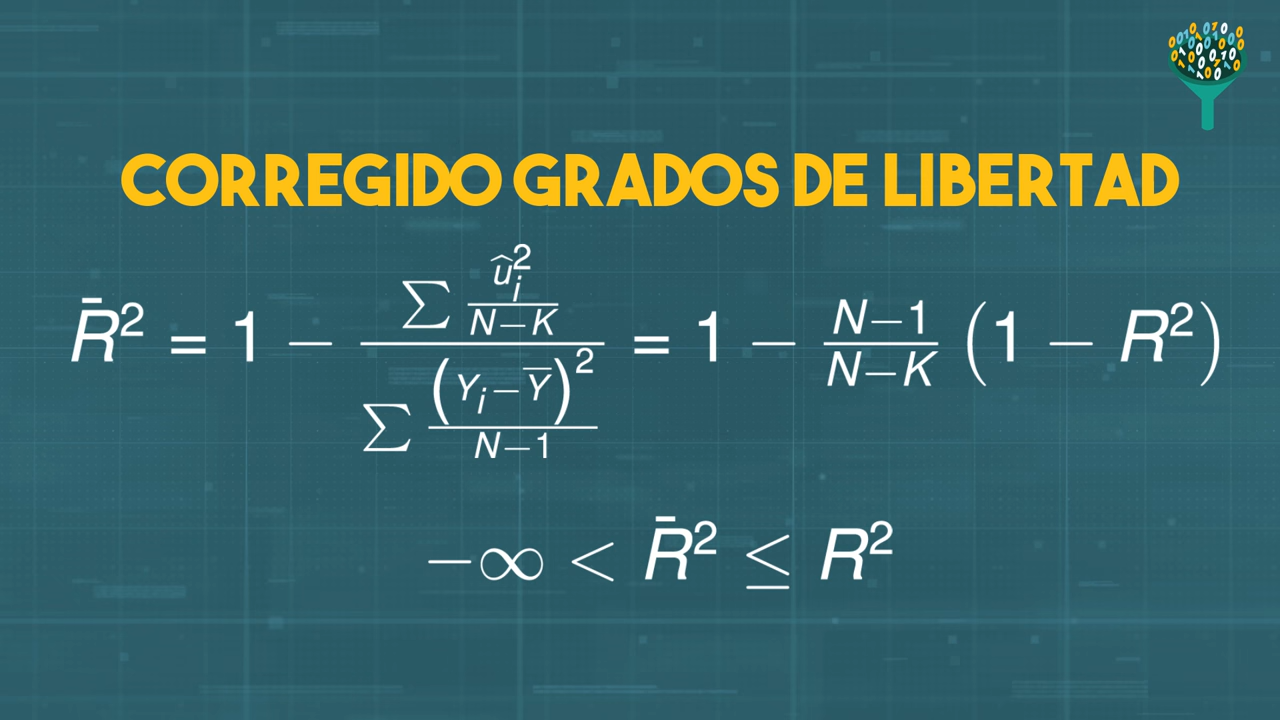 CORREGIDO GRADOS DE LIBERTAD
R̄² = 1 − (∑ û_i²/(N−K)) / (∑ (Y_i−Y̅)²/(N−1)) = 1 − (N−1)/(N−K) (1 − R²)
−∞ < R̄² ≤ R²